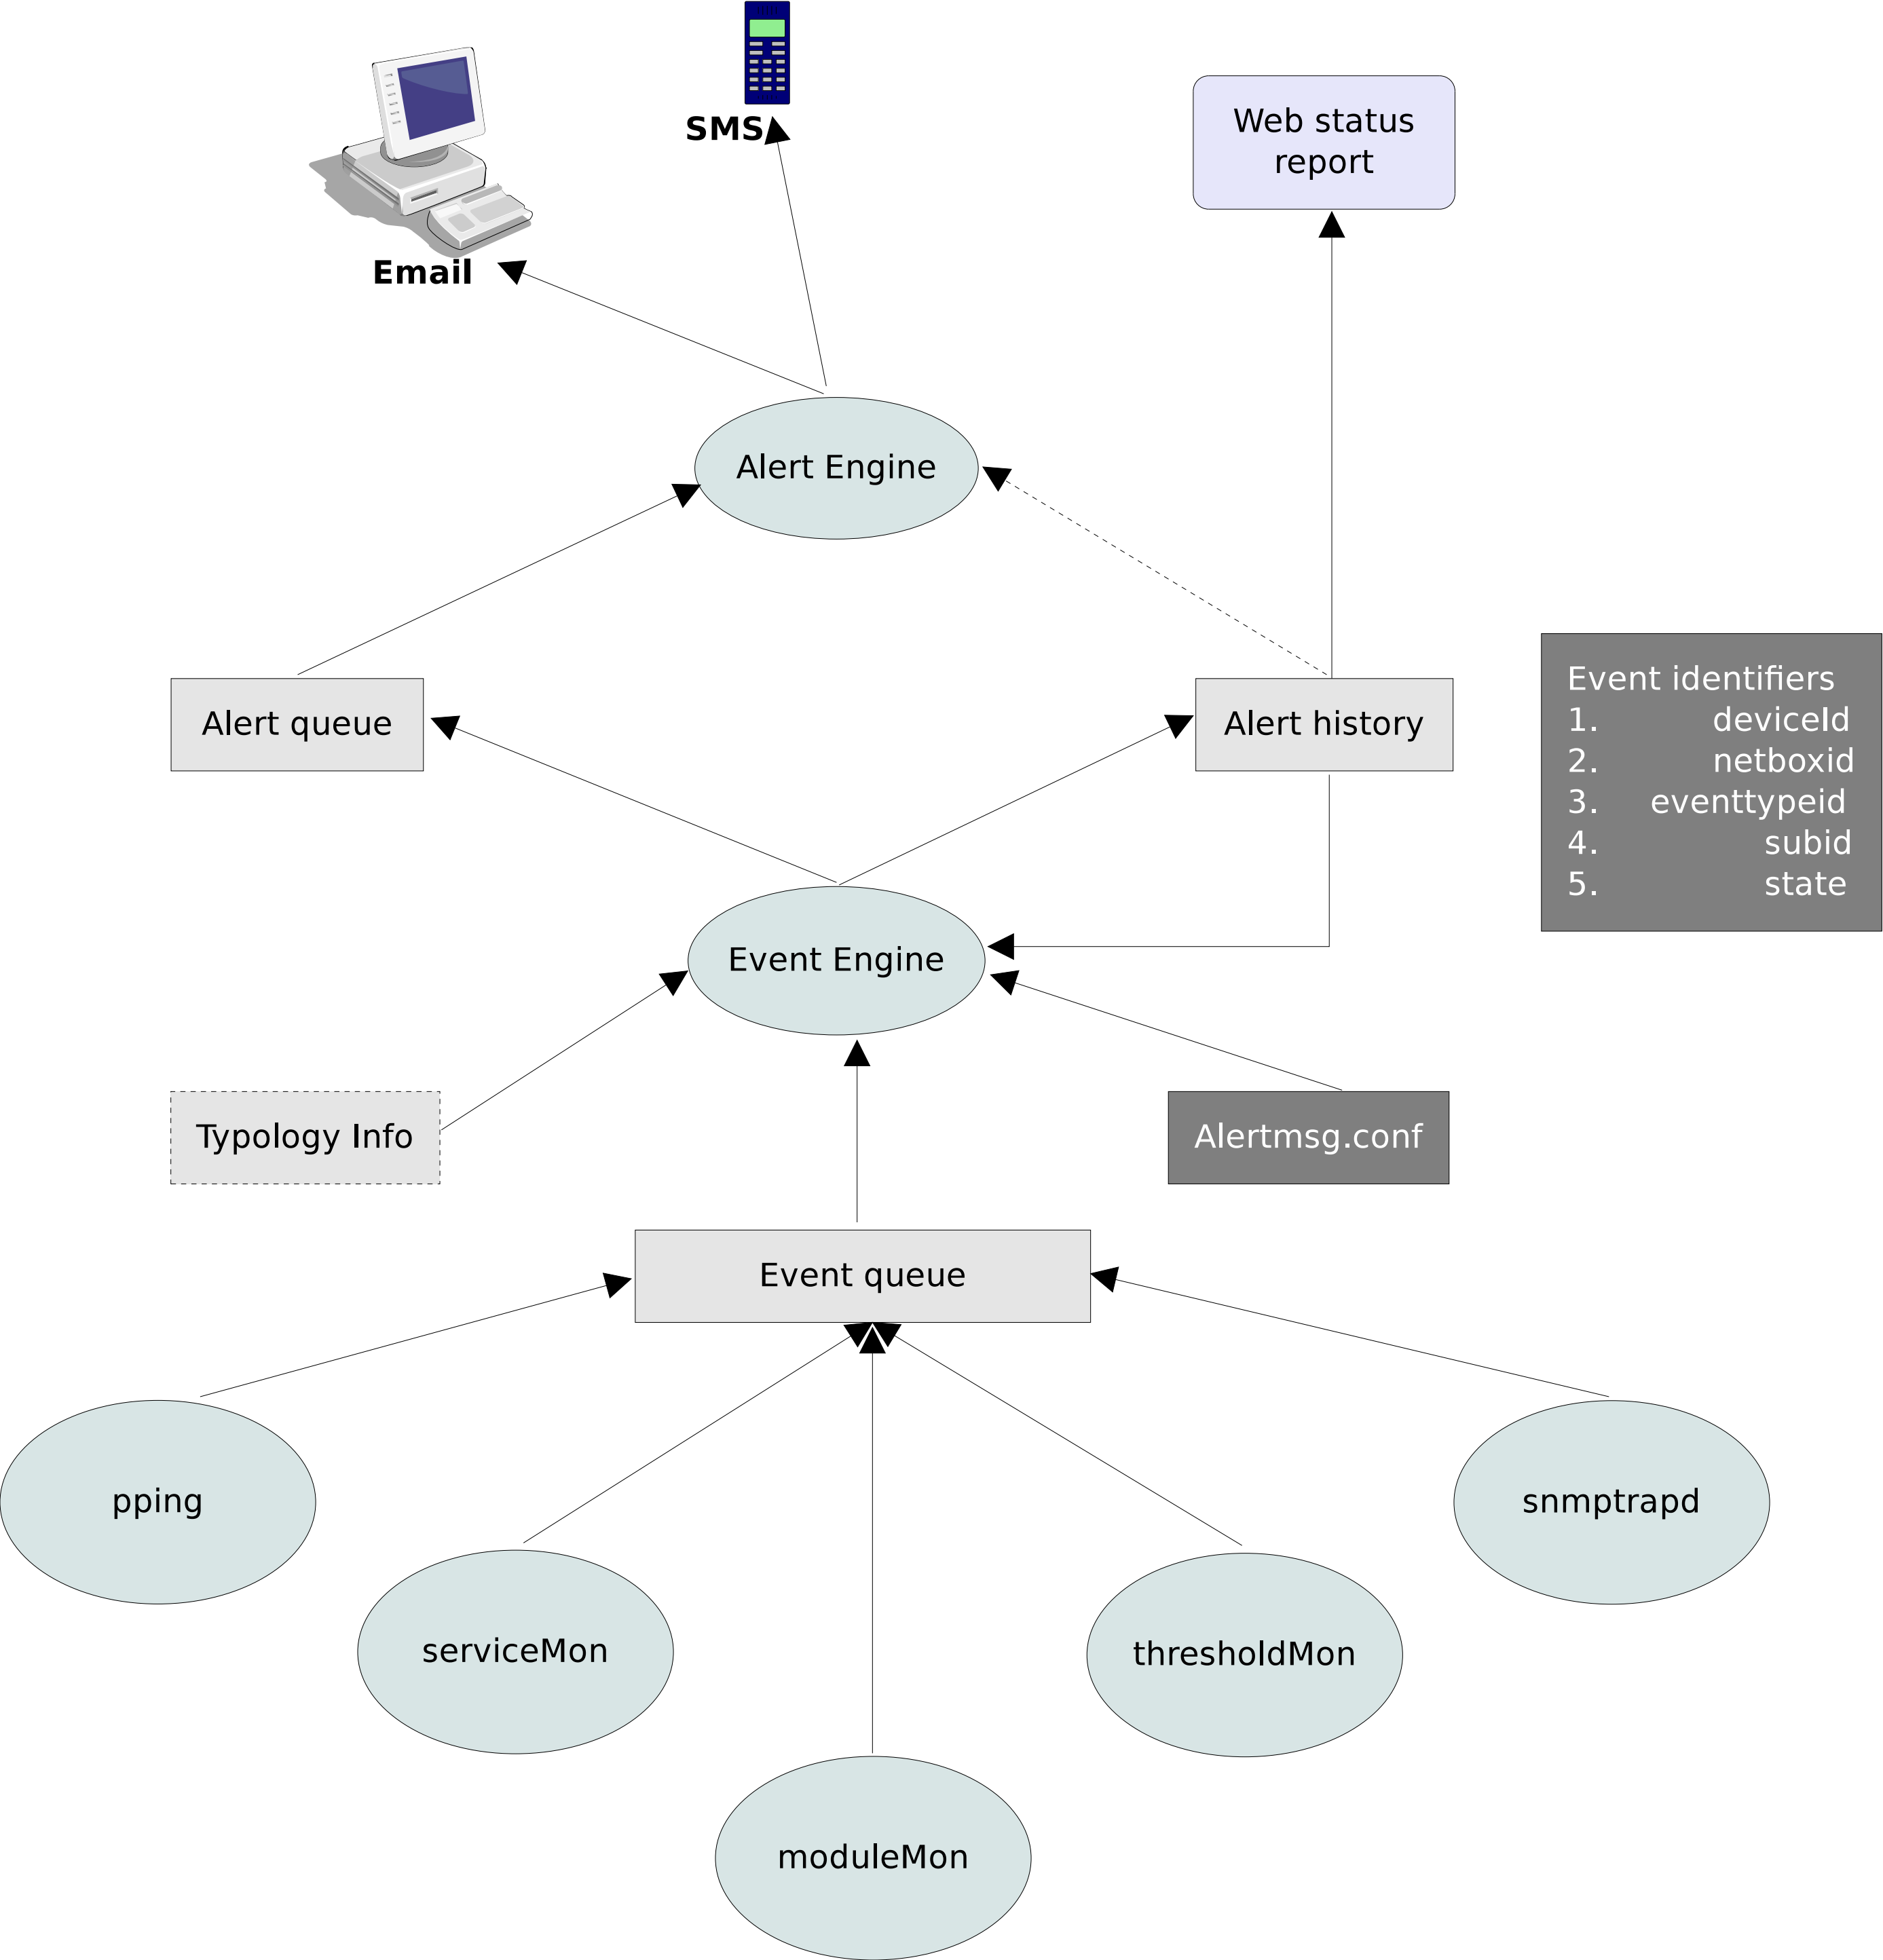 SMS
Web status
report
Email
Alert Engine
Alert queue
Alert history
Event identifiers
1. deviceId
2. netboxid
3. eventtypeid
4. subid
5. state
Event Engine
Typology Info
Alertmsg.conf
Event queue
pping
snmptrapd
serviceMon
thresholdMon
moduleMon